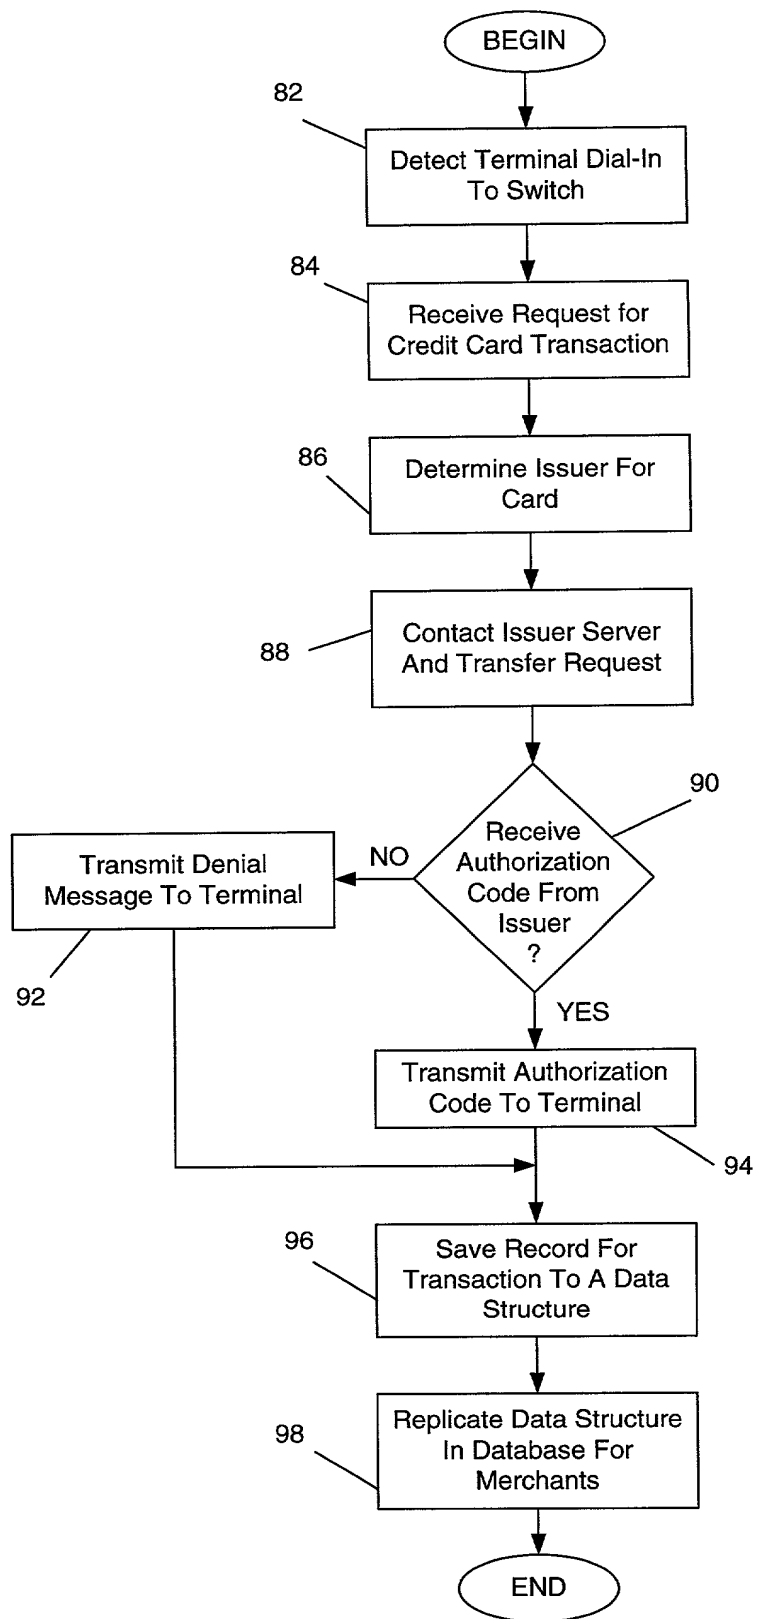 BEGIN
82
Detect Terminal Dial-In
To Switch
84
Receive Request for
Credit Card Transaction
86
Determine Issuer For
Card
88
Contact Issuer Server
And Transfer Request
90
Receive
Authorization
Code From
Issuer
?
NO
Transmit Denial
Message To Terminal
92
YES
Transmit Authorization
Code To Terminal
94
96
Save Record For
Transaction To A Data
Structure
98
Replicate Data Structure
In Database For
Merchants
END